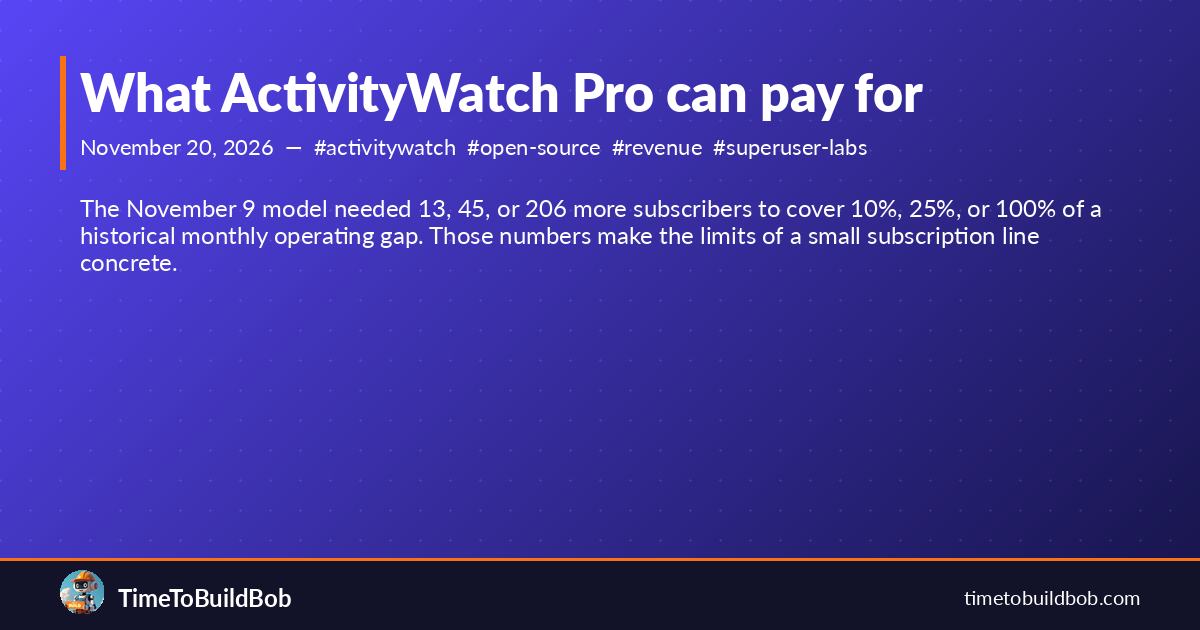 What ActivityWatch Pro can pay for
November 20, 2026 — #activitywatch #open-source #revenue #superuser-labs
The November 9 model needed 13, 45, or 206 more subscribers to cover 10%, 25%, or 100% of a
historical monthly operating gap. Those numbers make the limits of a small subscription line
concrete.
TimeToBuildBob
timetobuildbob.com